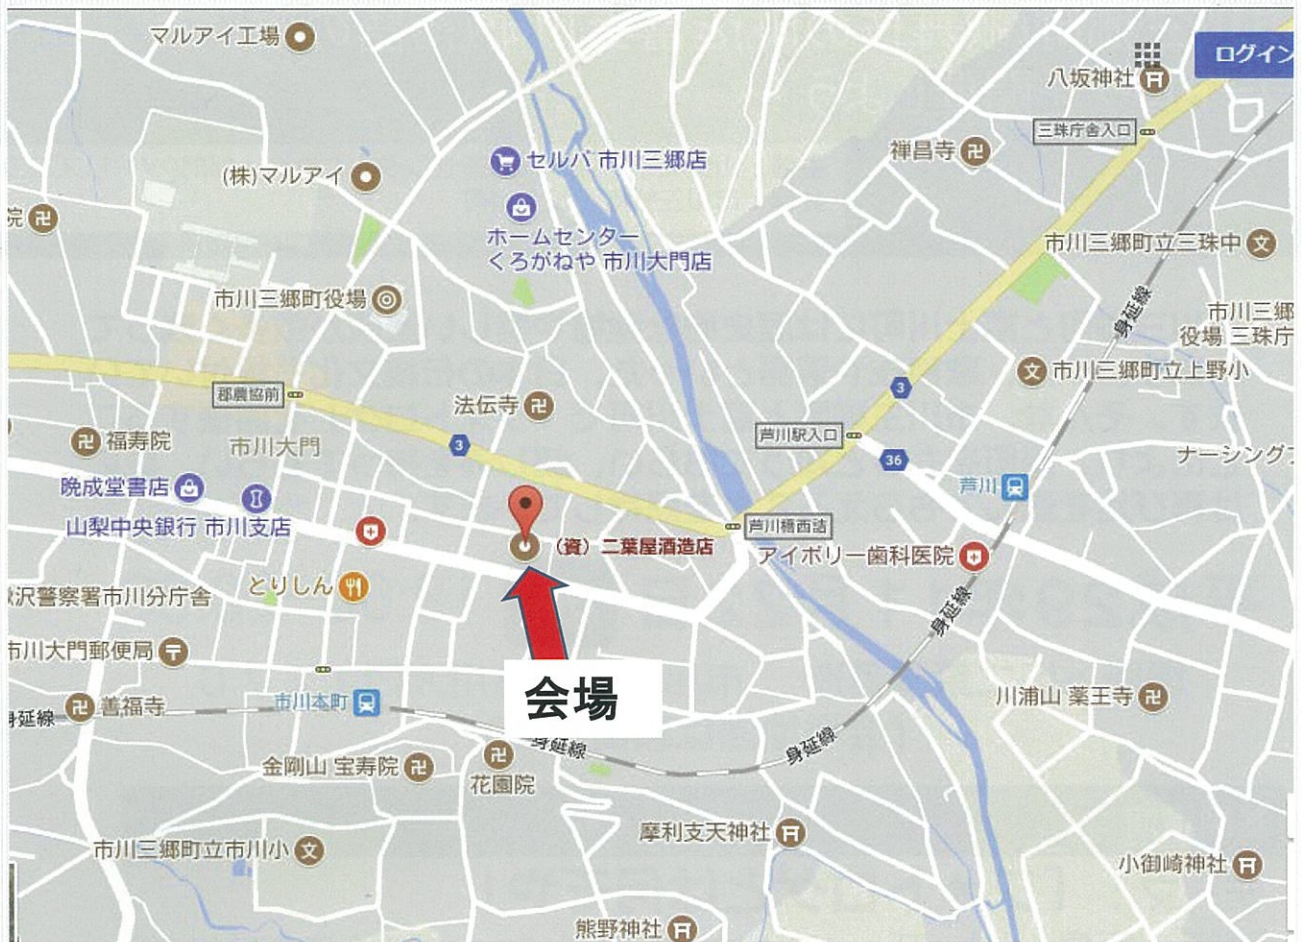 マルアイ工場
ログイン
八坂神社
三珠庁舎入口
禅昌寺
セルバ 市川三郷店
(株)マルアイ
院
ホームセンター
くろがねや 市川大門店
市川三郷町立三珠中
市川三郷町役場
身延線
市川三郷
役場 三珠庁
市川三郷町立上野小
3
郡農協前
法伝寺
芦川駅入口
福寿院
市川大門
3
36
ナーシング
晩成堂書店
芦川
山梨中央銀行 市川支店
芦川橋西詰
(資) 二葉屋酒造店
アイボリー歯科医院
とりしん
沢警察署市川分庁舎
身延線
市川大門郵便局
会場
善福寺
市川本町
川浦山 薬王寺
身延線
身延線
身延線
金剛山 宝寿院
花園院
摩利支天神社
市川三郷町立市川小
小御崎神社
熊野神社